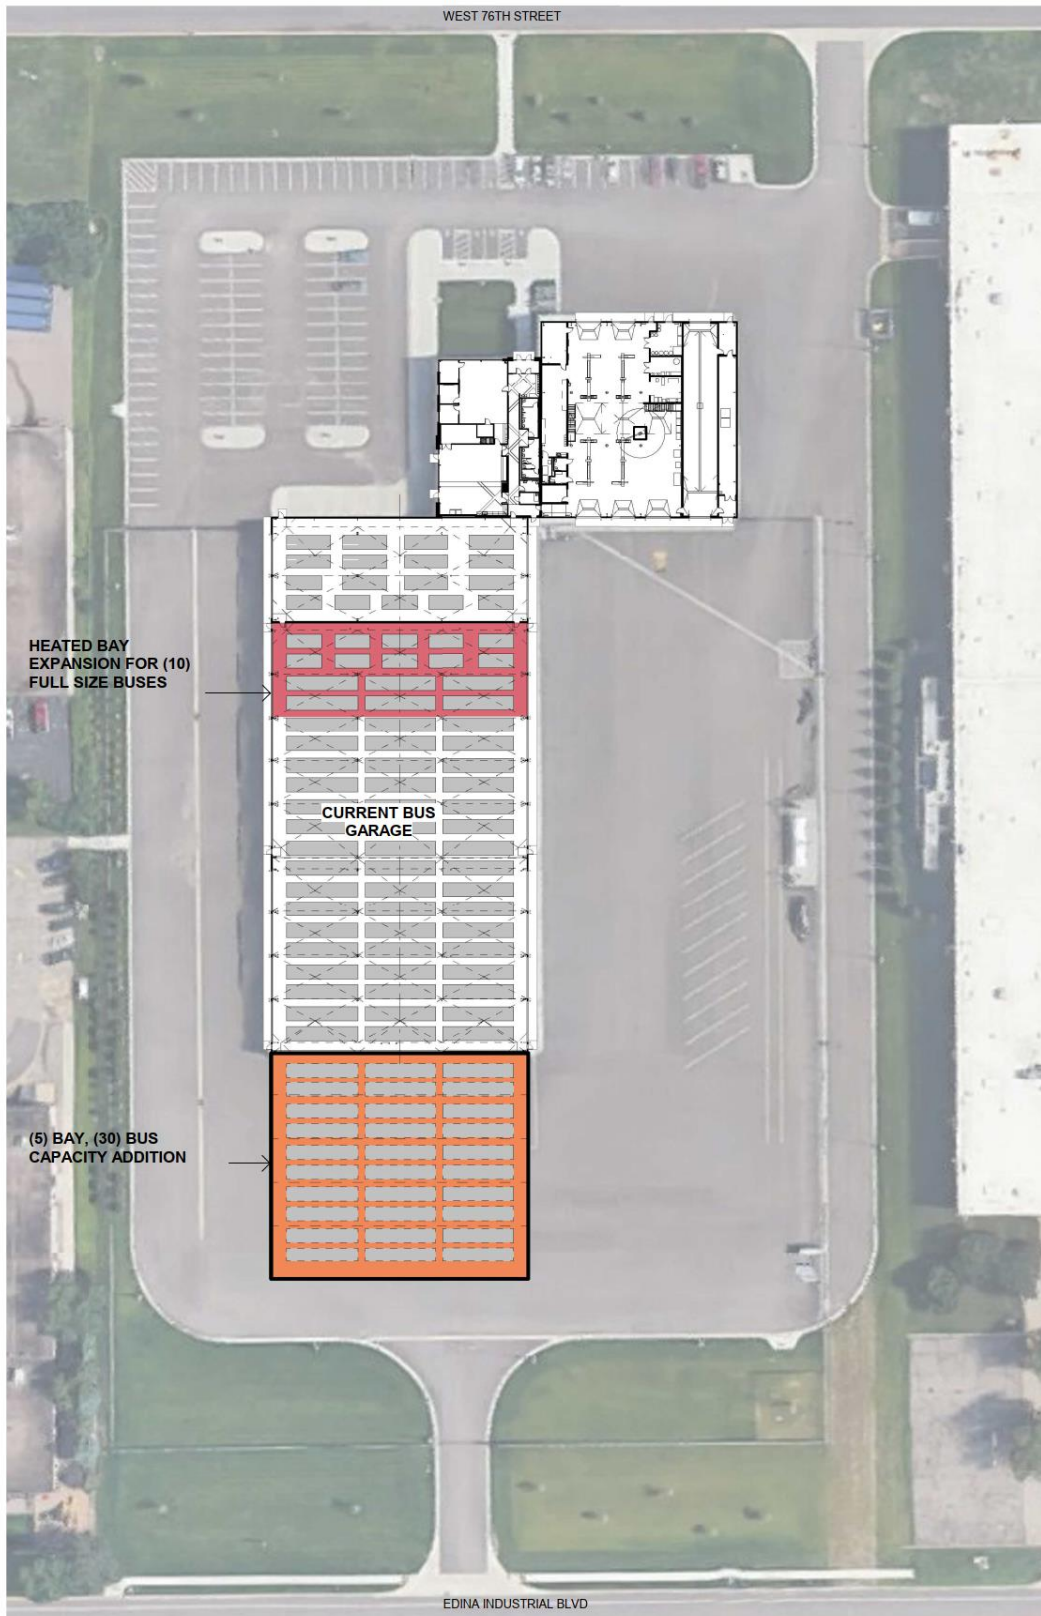 WEST 76TH STREET
HEATED BAY
EXPANSION FOR (10)
FULL SIZE BUSES
CURRENT BUS
GARAGE
(5) BAY, (30) BUS
CAPACITY ADDITION
EDINA INDUSTRIAL BLVD